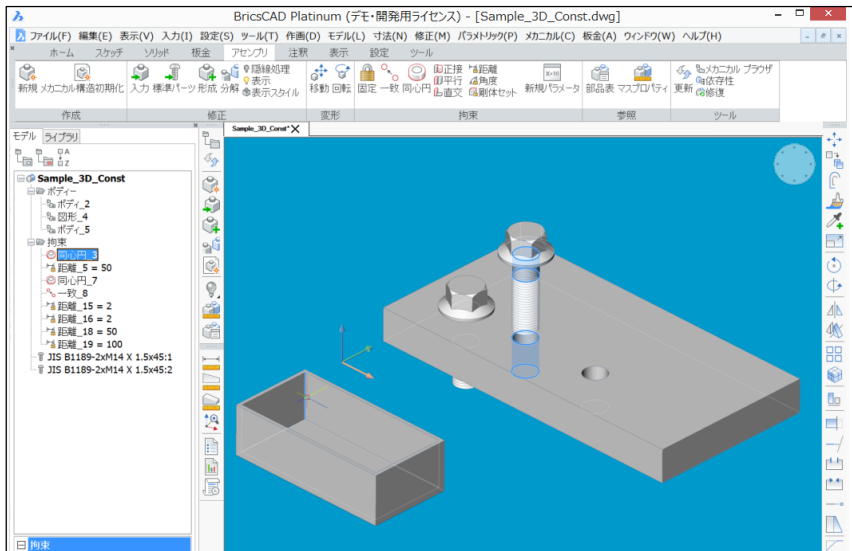 BricsCAD Platinum (デモ・開発用ライセンス) - [Sample_3D_Const.dwg]
ファイル(F) 編集(E) 表示(V) 入力(I) 設定(S) ツール(T) 作画(D) モデル(L) 寸法(N) 修正(M) パラメトリック(P) メカニカル(C) 板金(A) ウィンドウ(W) ヘルプ(H)
ホーム スケッチ ソリッド 板金 アセンブリ 注釈 表示 設定 ツール
新規 メカニカル構造初期化 入力 標準パーツ 形成 分解 隠線処理 表示 表示スタイル 移動 回転 固定 一致 同心円 正接 平行 直交 距離 角度 剛体セット 新規パラメータ 部品表 マスプロパティ 更新 メカニカル ブラウザ 依存性 修復
作成 修正 変形 拘束 参照 ツール
モデル ライブラリ
Sample_3D_Const*
Sample_3D_Const
ボディー
ボディ_2
図形_4
ボディ_5
拘束
同心円_3
距離_5 = 50
同心円_7
一致_8
距離_15 = 2
距離_16 = 2
距離_18 = 50
距離_19 = 100
JIS B1189-2xM14 X 1.5x45:1
JIS B1189-2xM14 X 1.5x45:2
拘束